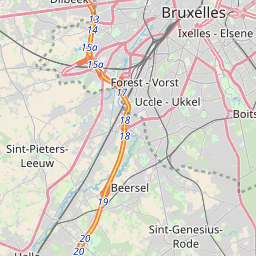 Dilbeek
Bruxelles -
13
14
Ixelles - Elsene
15a
15a
Forest - Vorst
17
Uccle - Ukkel
18
Boits
18
Sint-Pieters-
Leeuw
Beersel
19
Sint-Genesius-
Rode
20
20
Halle